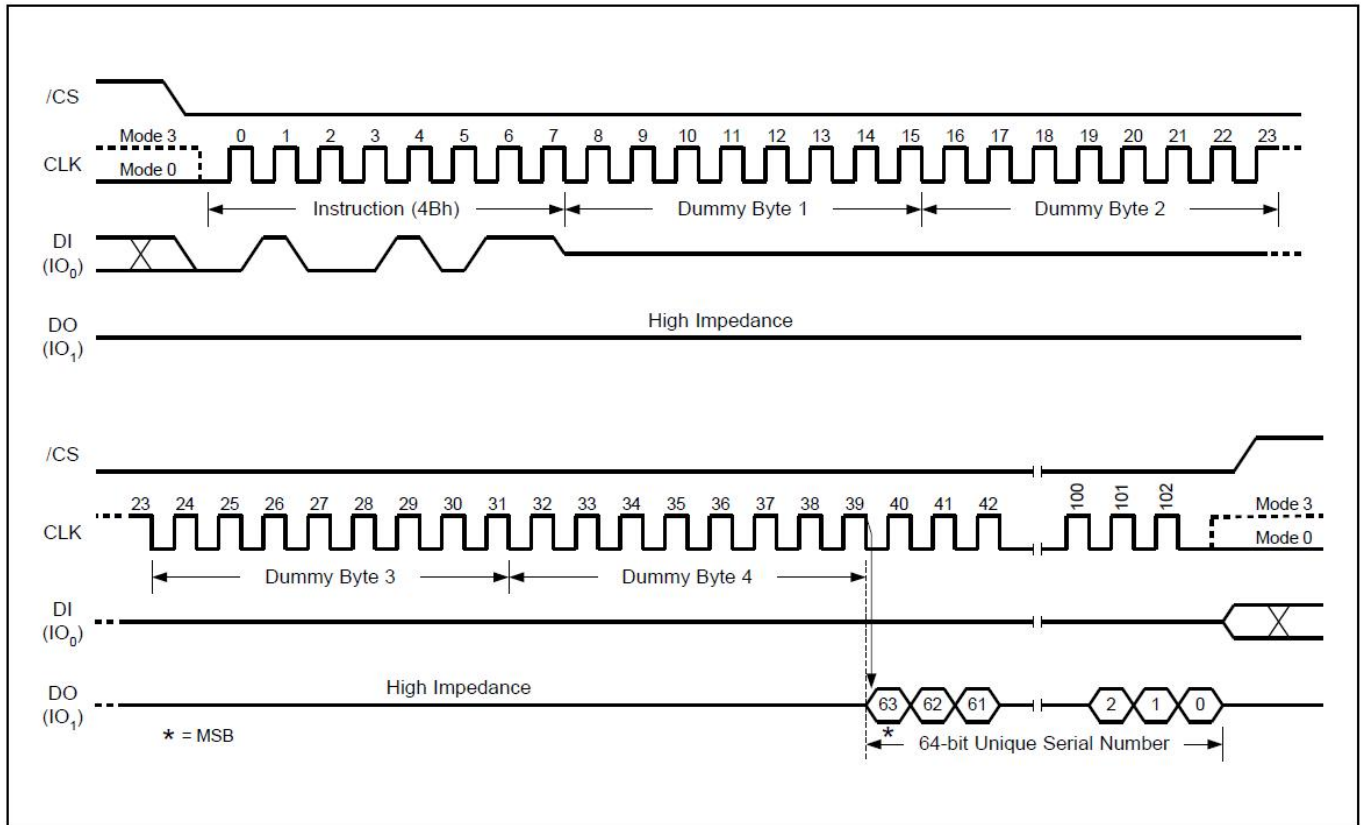 /CS
Mode 3 0 1 2 3 4 5 6 7 8 9 10 11 12 13 14 15 16 17 18 19 20 21 22 23
CLK Mode 0
Instruction (4Bh) Dummy Byte 1 Dummy Byte 2
DI
(IO0)
High Impedance
DO
(IO1)
/CS
23 24 25 26 27 28 29 30 31 32 33 34 35 36 37 38 39 40 41 42 100 101 102 Mode 3
CLK Mode 0
Dummy Byte 3 Dummy Byte 4
DI
(IO0)
High Impedance
DO
(IO1)
63 62 61 2 1 0
* = MSB * 64-bit Unique Serial Number